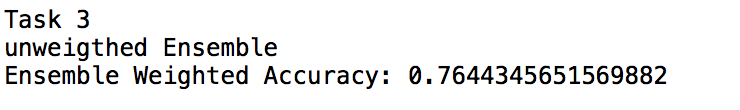 Task 3
unweigthed Ensemble
Ensemble Weighted Accuracy: 0.7644345651569882